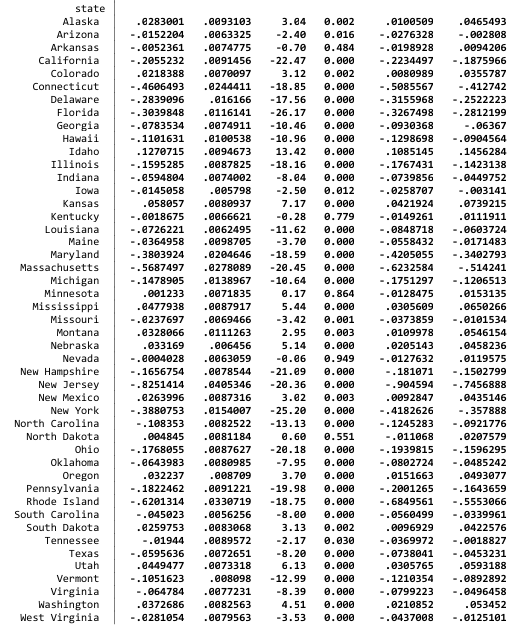 state
Alaska .0283001 .0093103 3.04 0.002 .0100509 .0465493
Arizona -.0152204 .0063325 -2.40 0.016 -.0276328 -.002808
Arkansas -.0052361 .0074775 -0.70 0.484 -.0198928 .0094206
California -.2055232 .0091456 -22.47 0.000 -.2234497 -.1875966
Colorado .0218388 .0070097 3.12 0.002 .0080989 .0355787
Connecticut -.4606493 .0244411 -18.85 0.000 -.5085567 -.412742
Delaware -.2839096 .016166 -17.56 0.000 -.3155968 -.2522223
Florida -.3039848 .0116141 -26.17 0.000 -.3267498 -.2812199
Georgia -.0783534 .0074911 -10.46 0.000 -.0930368 -.06367
Hawaii -.1101631 .0100538 -10.96 0.000 -.1298698 -.0904564
Idaho .1270715 .0094673 13.42 0.000 .1085145 .1456284
Illinois -.1595285 .0087825 -18.16 0.000 -.1767431 -.1423138
Indiana -.0594804 .0074002 -8.04 0.000 -.0739856 -.0449752
Iowa -.0145058 .005798 -2.50 0.012 -.0258707 -.003141
Kansas .058057 .0080937 7.17 0.000 .0421924 .0739215
Kentucky -.0018675 .0066621 -0.28 0.779 -.0149261 .0111911
Louisiana -.0726221 .0062495 -11.62 0.000 -.0848718 -.0603724
Maine -.0364958 .0098705 -3.70 0.000 -.0558432 -.0171483
Maryland -.3803924 .0204646 -18.59 0.000 -.4205055 -.3402793
Massachusetts -.5687497 .0278089 -20.45 0.000 -.6232584 -.514241
Michigan -.1478905 .0138967 -10.64 0.000 -.1751297 -.1206513
Minnesota .001233 .0071835 0.17 0.864 -.0128475 .0153135
Mississippi .0477938 .0087917 5.44 0.000 .0305609 .0650266
Missouri -.0237697 .0069466 -3.42 0.001 -.0373859 -.0101534
Montana .0328066 .0111263 2.95 0.003 .0109978 .0546154
Nebraska .033169 .006456 5.14 0.000 .0205143 .0458236
Nevada -.0004028 .0063059 -0.06 0.949 -.0127632 .0119575
New Hampshire -.1656754 .0078544 -21.09 0.000 -.181071 -.1502799
New Jersey -.8251414 .0405346 -20.36 0.000 -.904594 -.7456888
New Mexico .0263996 .0087316 3.02 0.003 .0092847 .0435146
New York -.3880753 .0154007 -25.20 0.000 -.4182626 -.357888
North Carolina -.108353 .0082522 -13.13 0.000 -.1245283 -.0921776
North Dakota .004845 .0081184 0.60 0.551 -.011068 .0207579
Ohio -.1768055 .0087627 -20.18 0.000 -.1939815 -.1596295
Oklahoma -.0643983 .0080985 -7.95 0.000 -.0802724 -.0485242
Oregon .032237 .008709 3.70 0.000 .0151663 .0493077
Pennsylvania -.1822462 .0091221 -19.98 0.000 -.2001265 -.1643659
Rhode Island -.6201314 .0330719 -18.75 0.000 -.6849561 -.5553066
South Carolina -.045023 .0056256 -8.00 0.000 -.0560499 -.0339961
South Dakota .0259753 .0083068 3.13 0.002 .0096929 .0422576
Tennessee -.01944 .0089572 -2.17 0.030 -.0369972 -.0018827
Texas -.0595636 .0072651 -8.20 0.000 -.0738041 -.0453231
Utah .0449477 .0073318 6.13 0.000 .0305765 .0593188
Vermont -.1051623 .008098 -12.99 0.000 -.1210354 -.0892892
Virginia -.064784 .0077231 -8.39 0.000 -.0799223 -.0496458
Washington .0372686 .0082563 4.51 0.000 .0210852 .053452
West Virginia -.0281054 .0079563 -3.53 0.000 -.0437008 -.0125101